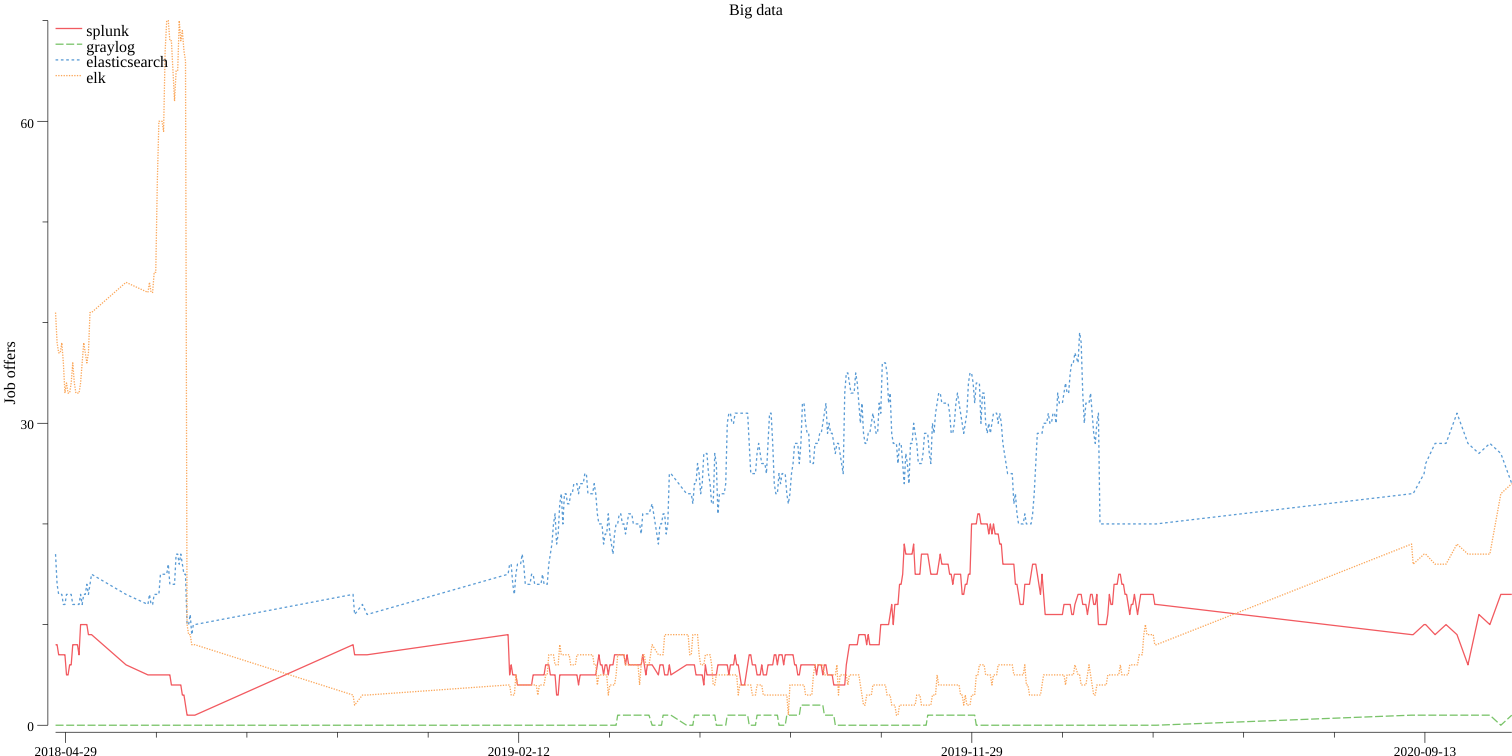 Big data
splunk
graylog
elasticsearch
elk
60
30
0
Job offers
2018-04-29
2019-02-12
2019-11-29
2020-09-13